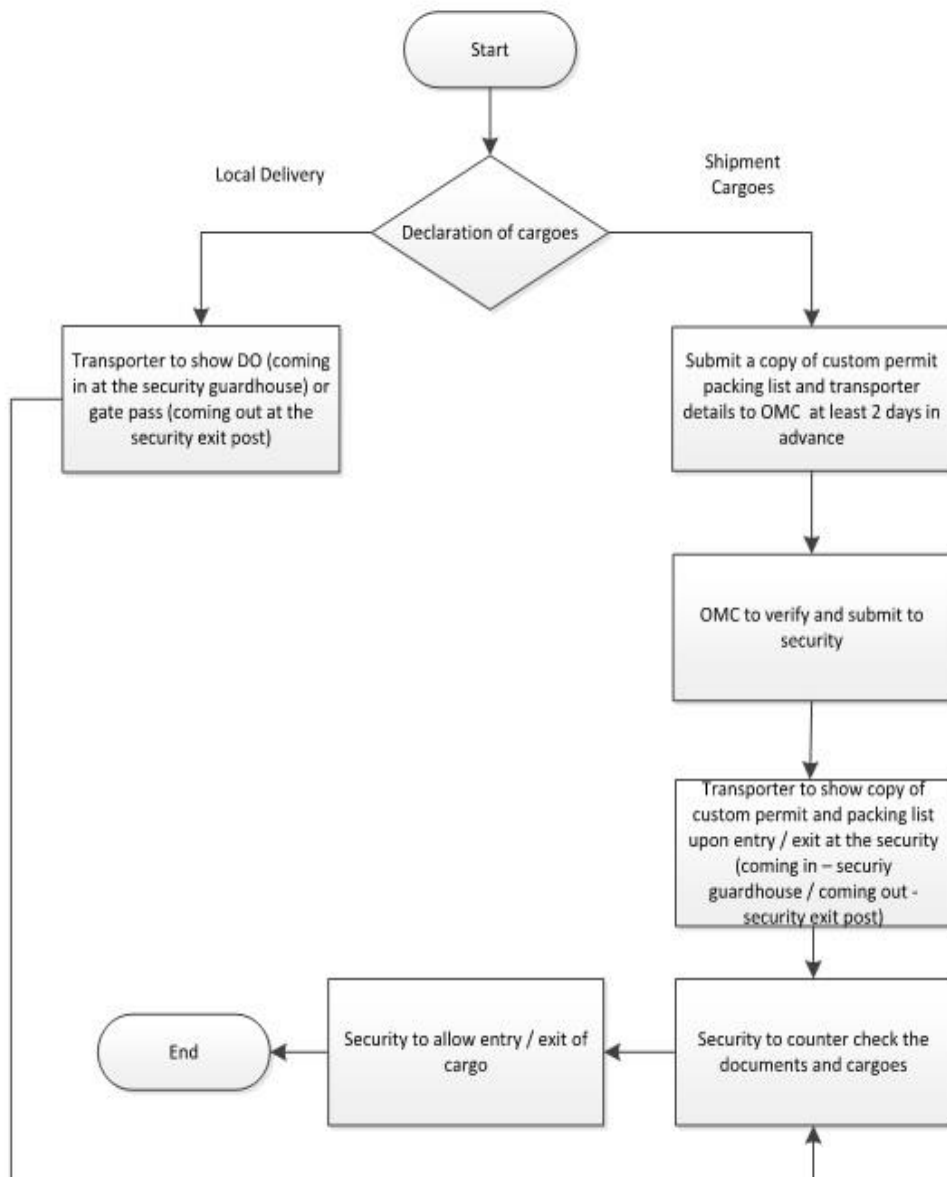 Start
Local Delivery
Shipment
Cargoes
Declaration of cargoes
Transporter to show DO (coming
in at the security guardhouse) or
gate pass (coming out at the
security exit post)
Submit a copy of custom permit
packing list and transporter
details to OMC at least 2 days in
advance
OMC to verify and submit to
security
Transporter to show copy of
custom permit and packing list
upon entry / exit at the security
(coming in – securiy
guardhouse / coming out -
security exit post)
End
Security to allow entry / exit of
cargo
Security to counter check the
documents and cargoes